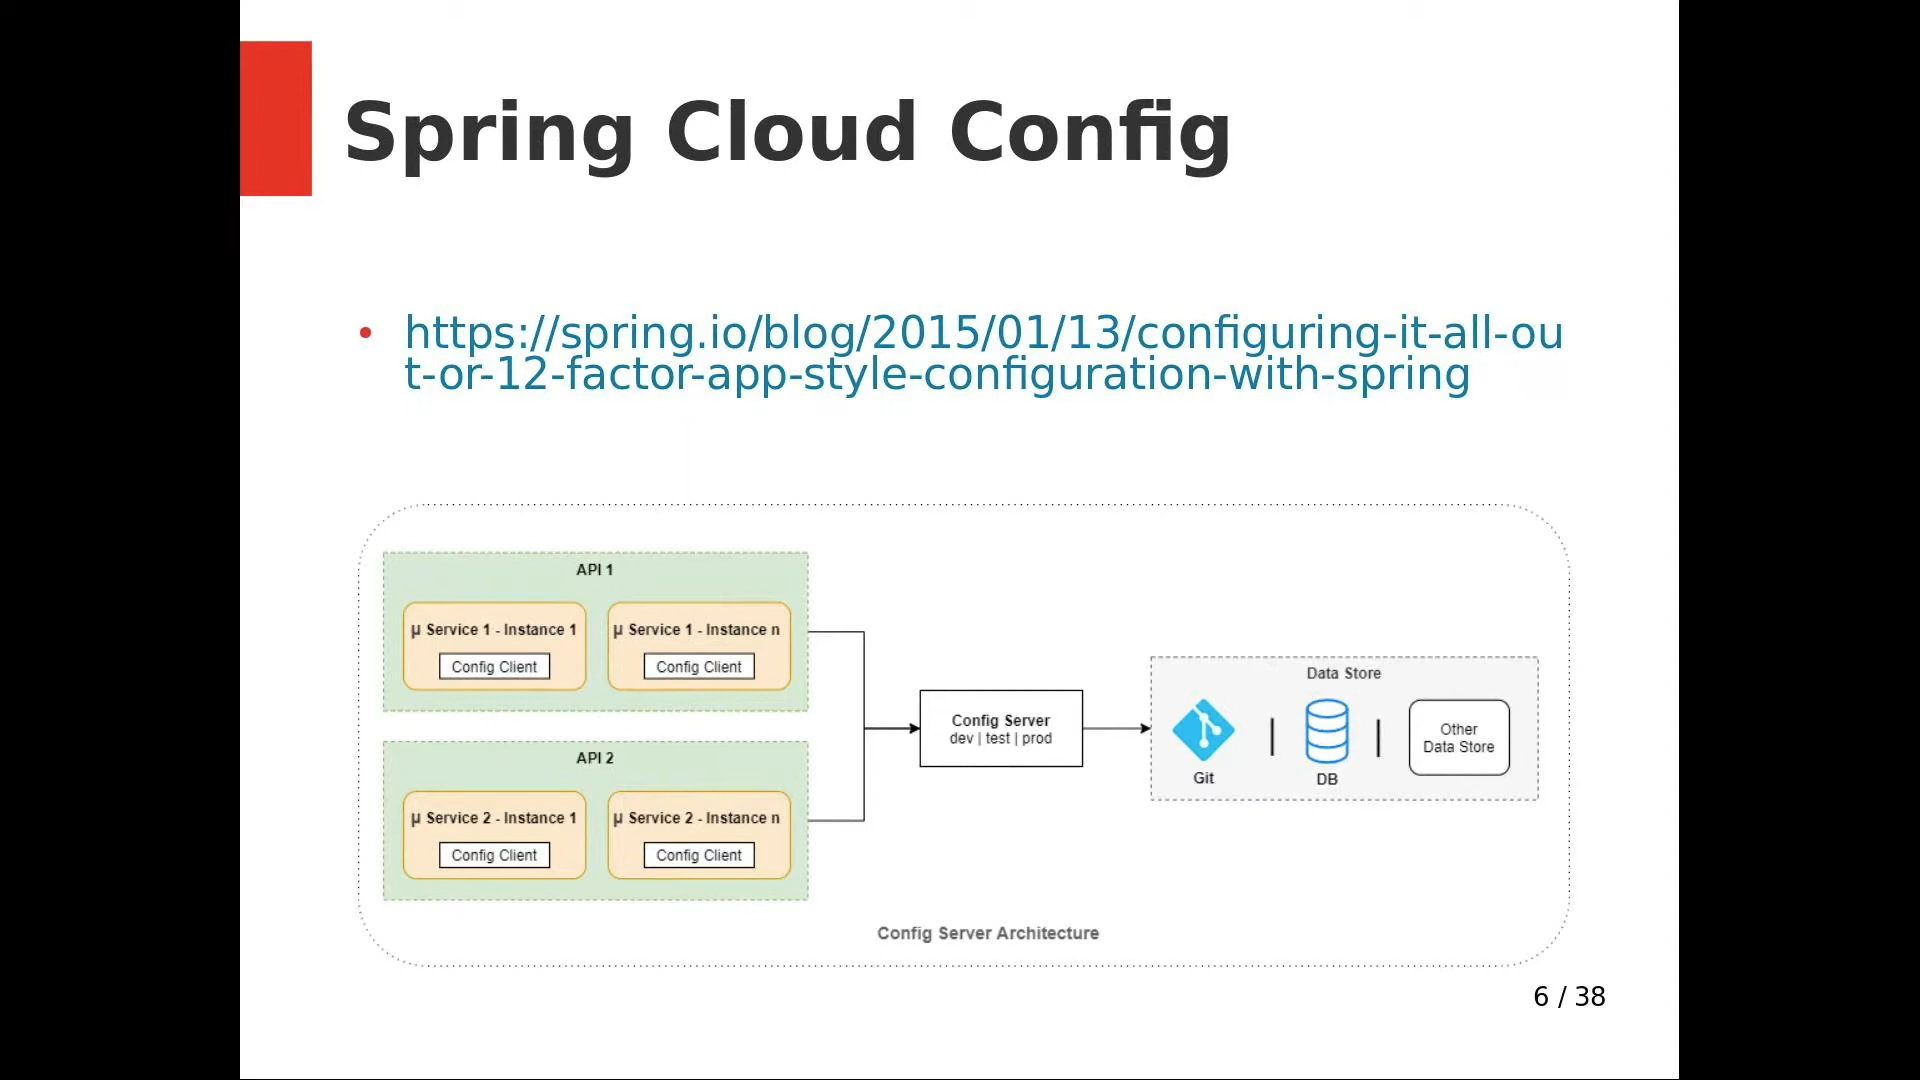 Spring Cloud Config
• https://spring.io/blog/2015/01/13/configuring-it-all-ou
t-or-12-factor-app-style-configuration-with-spring
API 1
µ Service 1 - Instance 1
µ Service 1 - Instance n
Config Client
Config Client
API 2
µ Service 2 - Instance 1
µ Service 2 - Instance n
Config Client
Config Client
Config Server
dev | test | prod
Data Store
Git
DB
Other
Data Store
Config Server Architecture
6 / 38